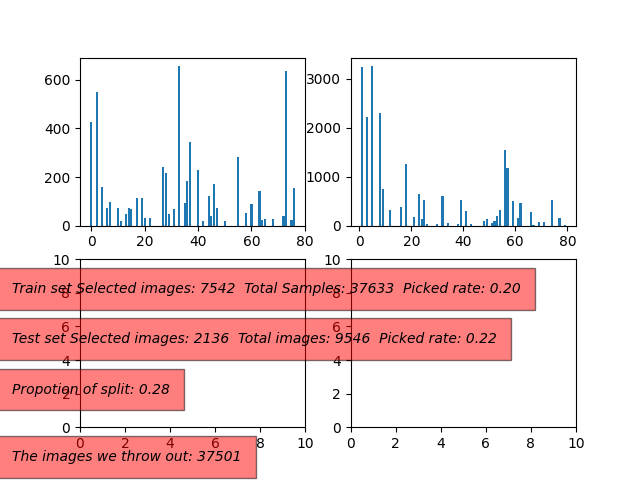 600
400
200
0
0 20 40 60 80
3000
2000
1000
0
0 20 40 60 80
10
8
6
4
2
0
0 2 4 6 8 10
10
8
6
4
2
0
0 2 4 6 8 10
Train set Selected images: 7542 Total Samples: 37633 Picked rate: 0.20
Test set Selected images: 2136 Total images: 9546 Picked rate: 0.22
Propotion of split: 0.28
The images we throw out: 37501